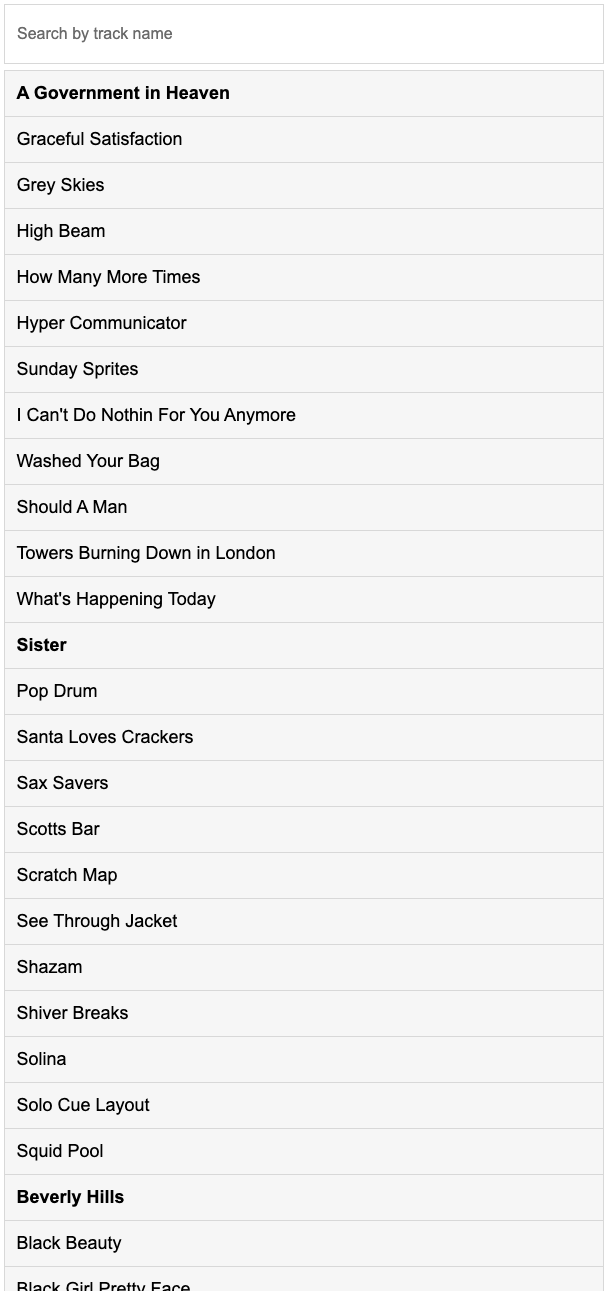 Search by track name
A Government in Heaven
Graceful Satisfaction
Grey Skies
High Beam
How Many More Times
Hyper Communicator
Sunday Sprites
I Can't Do Nothin For You Anymore
Washed Your Bag
Should A Man
Towers Burning Down in London
What's Happening Today
Sister
Pop Drum
Santa Loves Crackers
Sax Savers
Scotts Bar
Scratch Map
See Through Jacket
Shazam
Shiver Breaks
Solina
Solo Cue Layout
Squid Pool
Beverly Hills
Black Beauty
Black Girl Pretty Face